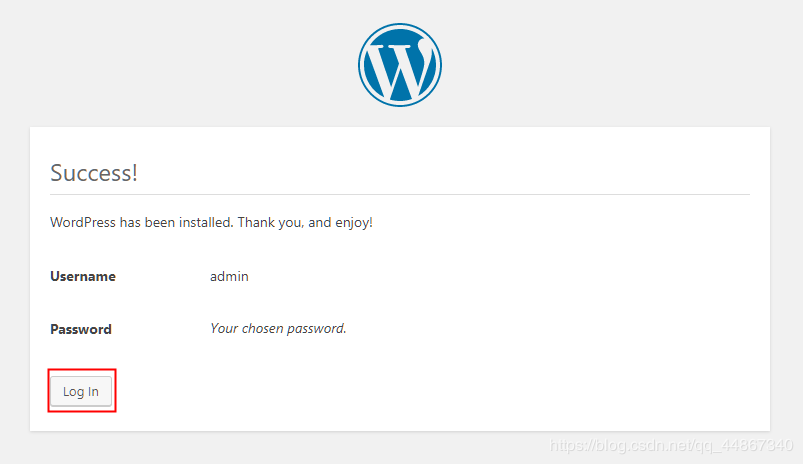 W
Success!
WordPress has been installed. Thank you, and enjoy!
Username admin
Password Your chosen password.
Log In
https://blog.csdn.net/qq_44867340